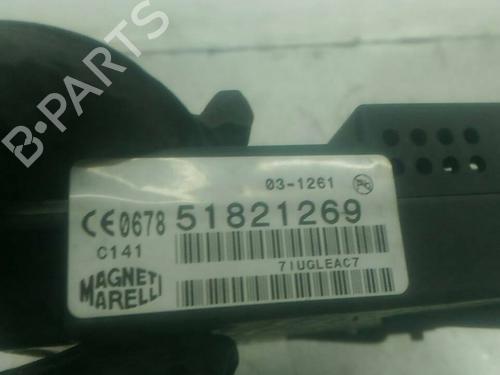 B-PARTS
03-1261
CE0678 51821269
C141
7IUGLEAC7
MAGNETI
MARELLI